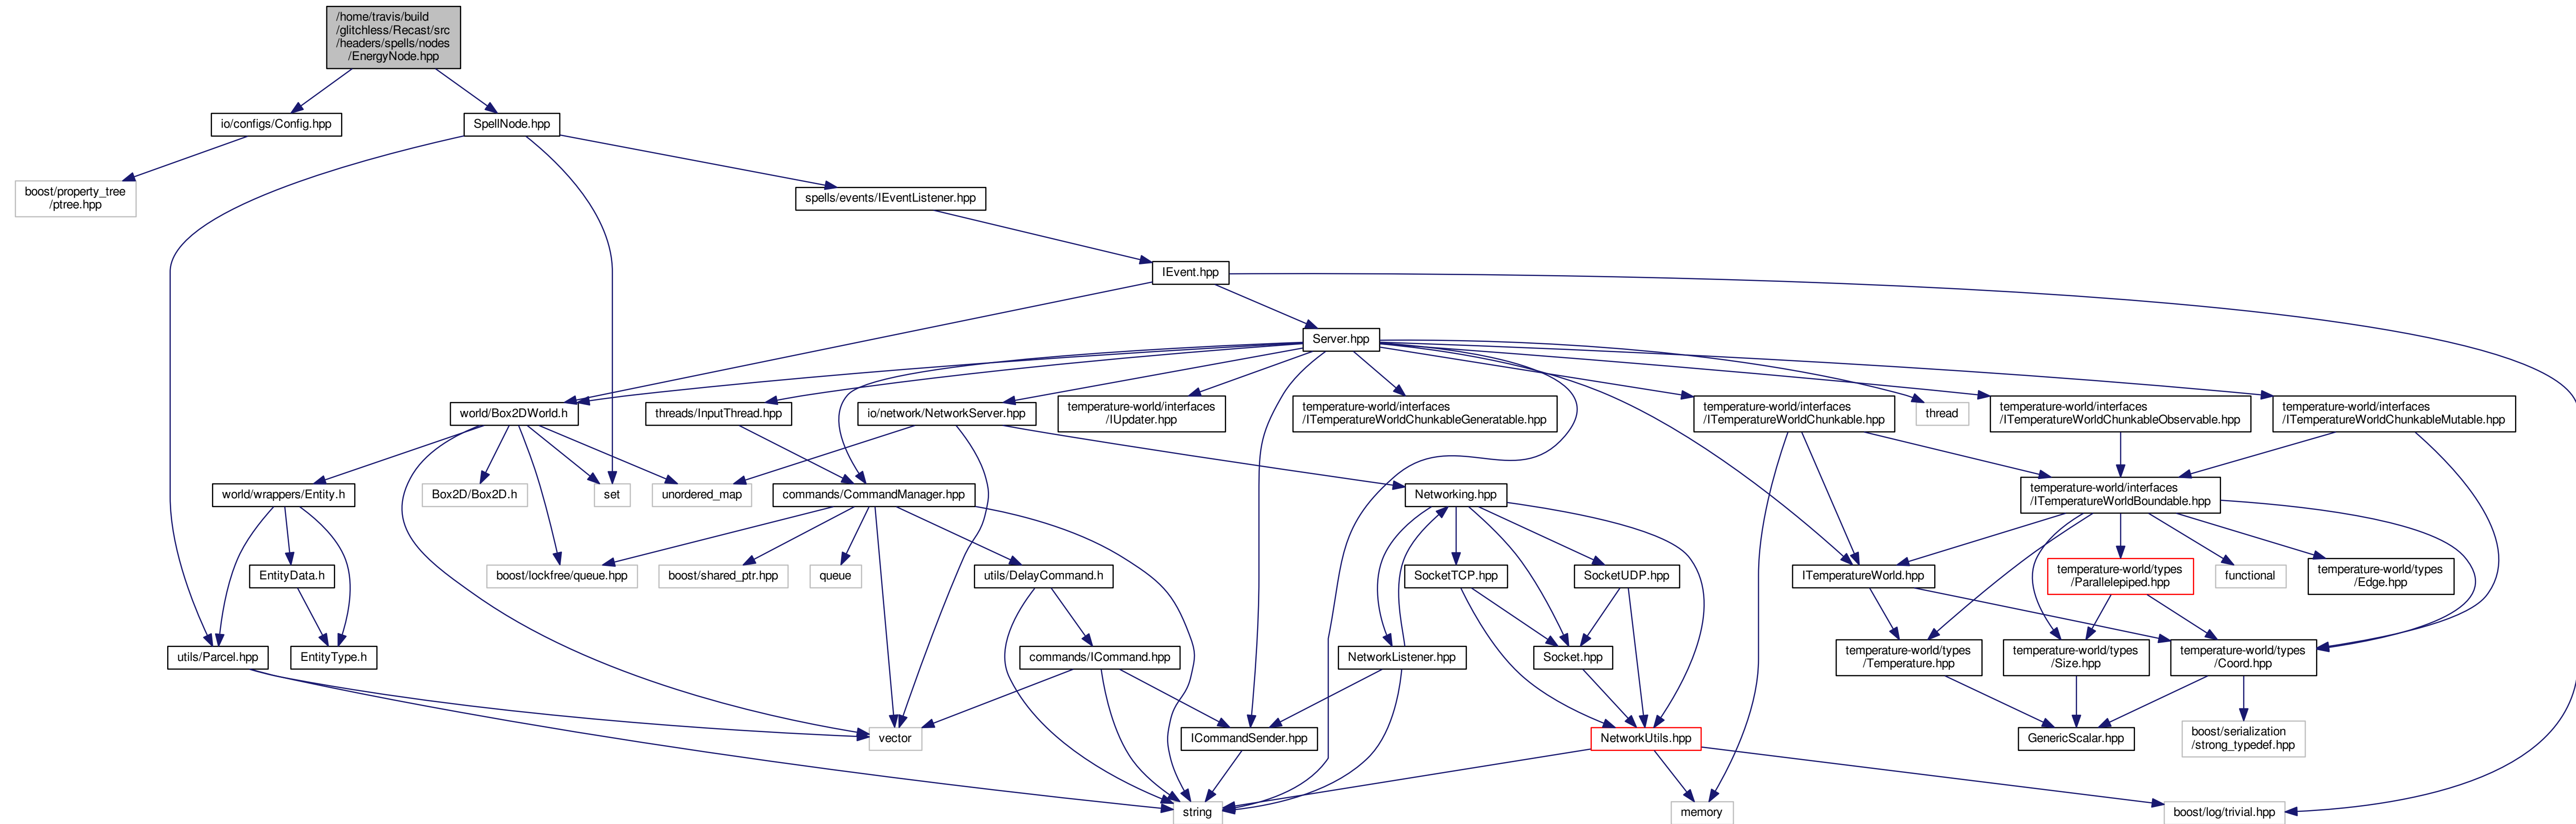 /home/travis/build
/glitchless/Recast/src
/headers/spells/nodes
/EnergyNode.hpp
io/configs/Config.hpp
SpellNode.hpp
boost/property_tree
/ptree.hpp
spells/events/IEventListener.hpp
IEvent.hpp
Server.hpp
world/Box2DWorld.h
threads/InputThread.hpp
io/network/NetworkServer.hpp
temperature-world/interfaces
/IUpdater.hpp
temperature-world/interfaces
/ITemperatureWorldChunkableGeneratable.hpp
temperature-world/interfaces
/ITemperatureWorldChunkable.hpp
thread
temperature-world/interfaces
/ITemperatureWorldChunkableObservable.hpp
temperature-world/interfaces
/ITemperatureWorldChunkableMutable.hpp
world/wrappers/Entity.h
Box2D/Box2D.h
set
unordered_map
commands/CommandManager.hpp
Networking.hpp
temperature-world/interfaces
/ITemperatureWorldBoundable.hpp
EntityData.h
boost/lockfree/queue.hpp
boost/shared_ptr.hpp
queue
utils/DelayCommand.h
SocketTCP.hpp
SocketUDP.hpp
ITemperatureWorld.hpp
temperature-world/types
/Parallelepiped.hpp
functional
temperature-world/types
/Edge.hpp
utils/Parcel.hpp
EntityType.h
commands/ICommand.hpp
NetworkListener.hpp
Socket.hpp
temperature-world/types
/Temperature.hpp
temperature-world/types
/Size.hpp
temperature-world/types
/Coord.hpp
vector
ICommandSender.hpp
NetworkUtils.hpp
GenericScalar.hpp
boost/serialization
/strong_typedef.hpp
string
memory
boost/log/trivial.hpp